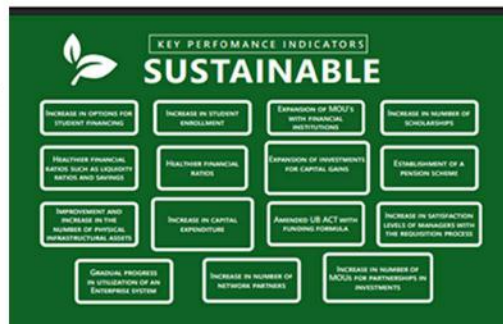 KEY PERFOMANCE INDICATORS
SUSTAINABLE
INCREASE IN OPTIONS FOR
STUDENT FINANCING
INCREASE IN STUDENT
ENROLLMENT
EXPANSION OF MOU'S
WITH FINANCIAL
INSTITUTIONS
INCREASE IN NUMBER OF
SCHOLARSHIPS
HEALTHIER FINANCIAL
RATIOS SUCH AS LIQUIDITY
RATIOS AND SAVINGS
HEALTHIER FINANCIAL
RATIOS
EXPANSION OF INVESTMENTS
FOR CAPITAL GAINS
ESTABLISHMENT OF A
PENSION SCHEME
IMPROVEMENT AND
INCREASE IN THE
NUMBER OF PHYSICAL
INFRASTRUCTURAL ASSETS
INCREASE IN CAPITAL
EXPENDITURE
AMENDED UB ACT WITH
FUNDING FORMULA
INCREASE IN SATISFACTION
LEVELS OF MANAGERS WITH
THE REQUISITION PROCESS
GRADUAL PROGRESS
IN UTILIZATION OF AN
ENTERPRISE SYSTEM
INCREASE IN NUMBER OF
NETWORK PARTNERS
INCREASE IN NUMBER OF
MOUS FOR PARTNERSHIPS IN
INVESTMENTS